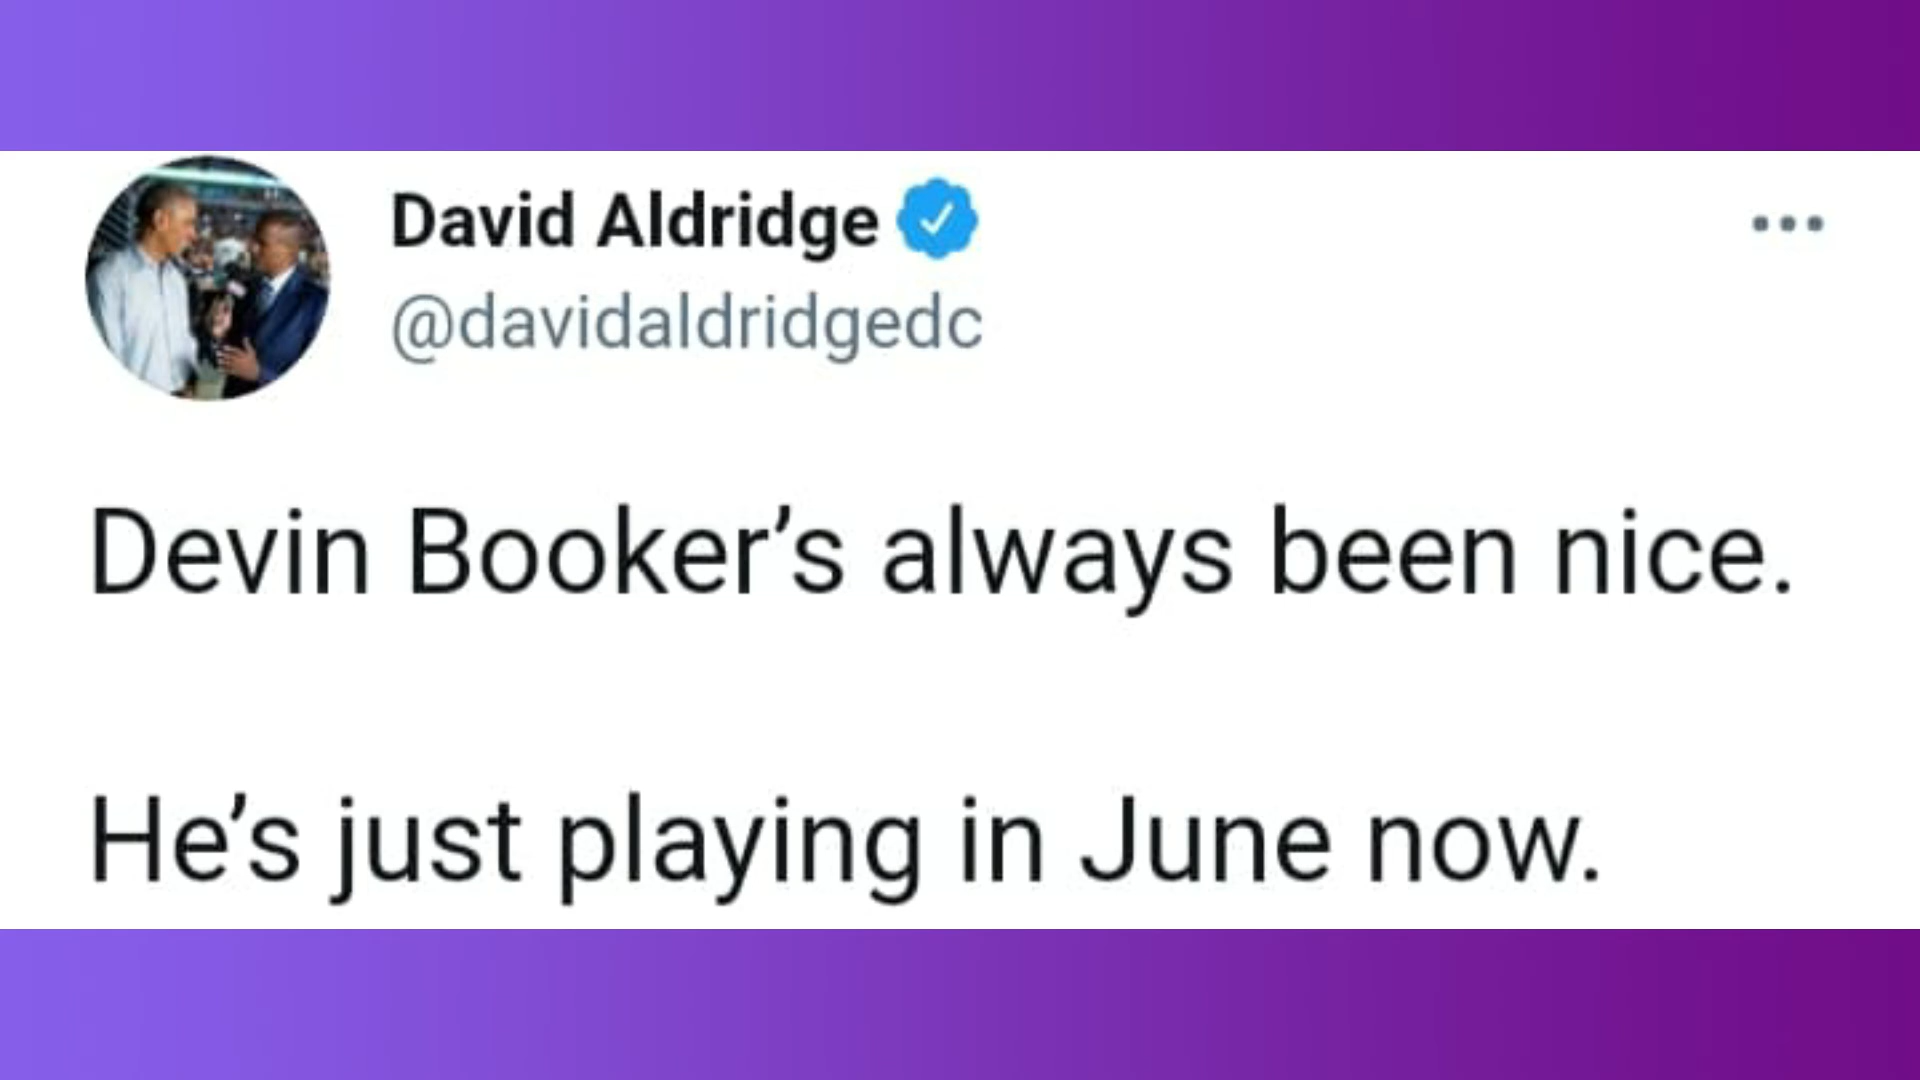 David Aldridge
@davidaldridgedc
Devin Booker’s always been nice.
He’s just playing in June now.